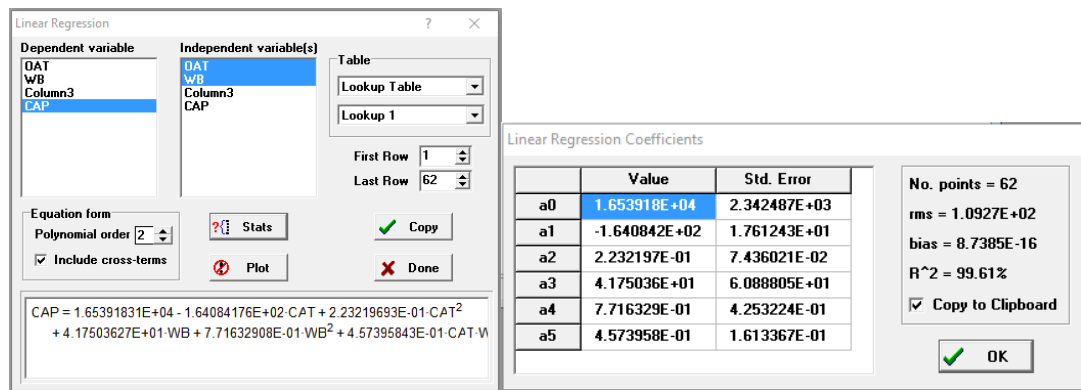 Linear Regression
?
Dependent variable
OAT
WB
Column3
CAP
Independent variable(s)
OAT
WB
Column3
CAP
Table
Lookup Table
Lookup 1
First Row 1
Last Row 62
Equation form
Polynomial order 2
Include cross-terms
?{ Stats
Copy
Plot
Done
CAP = 1.65391831E+04 - 1.64084176E+02·OAT + 2.23219693E-01·OAT²
+ 4.17503627E+01·WB + 7.71632908E-01·WB² + 4.57395843E-01·OAT·W
Linear Regression Coefficients
Value Std. Error
a0 1.653918E+04 2.342487E+03
a1 -1.640842E+02 1.761243E+01
a2 2.232197E-01 7.436021E-02
a3 4.175036E+01 6.088805E+01
a4 7.716329E-01 4.253224E-01
a5 4.573958E-01 1.613367E-01
No. points = 62
rms = 1.0927E+02
bias = 8.7385E-16
R^2 = 99.61%
Copy to Clipboard
OK